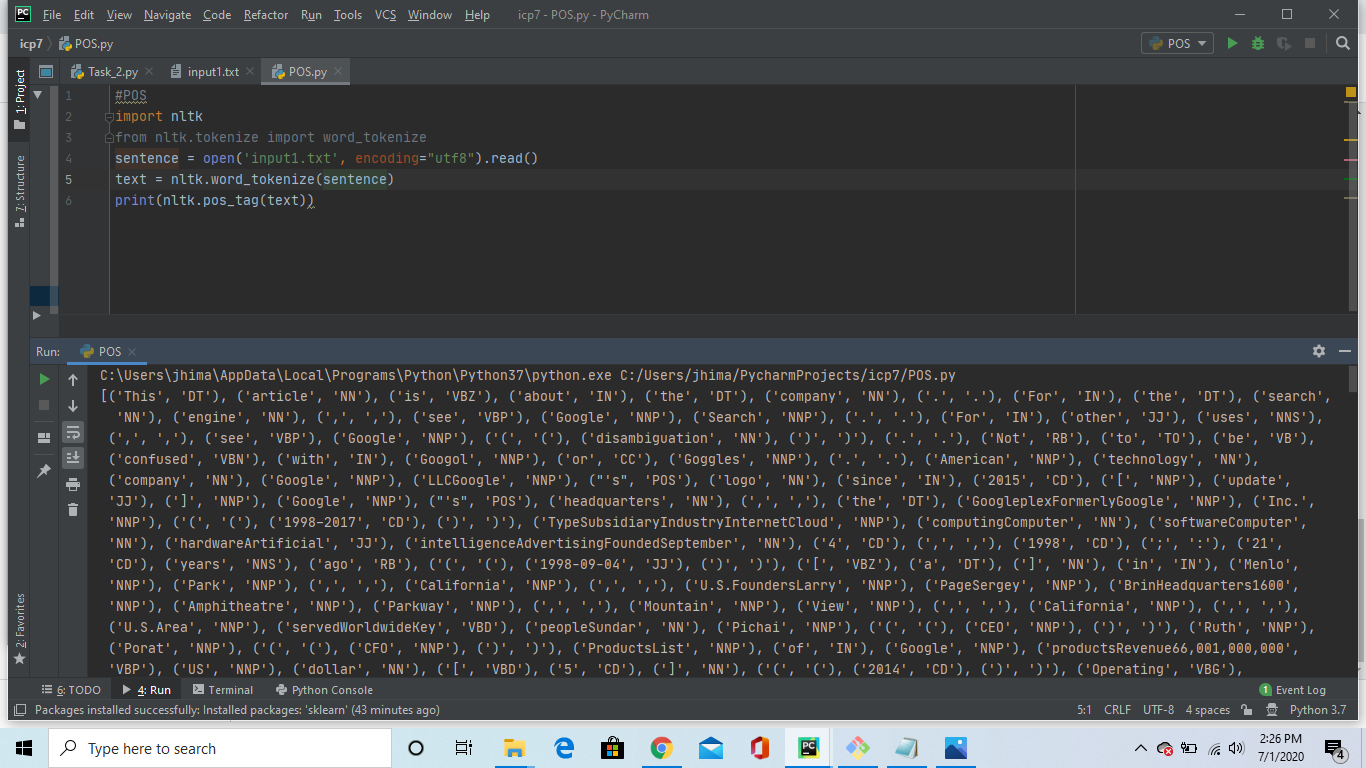 File Edit View Navigate Code Refactor Run Tools VCS Window Help icp7 - POS.py - PyCharm
icp7 POS.py POS
Task_2.py input1.txt POS.py
1: Project
7: Structure
2: Favorites
1 #POS
2 import nltk
3 from nltk.tokenize import word_tokenize
4 sentence = open('input1.txt', encoding="utf8").read()
5 text = nltk.word_tokenize(sentence)
6 print(nltk.pos_tag(text))
Run: POS
C:\Users\jhima\AppData\Local\Programs\Python\Python37\python.exe C:/Users/jhima/PycharmProjects/icp7/POS.py
[('This', 'DT'), ('article', 'NN'), ('is', 'VBZ'), ('about', 'IN'), ('the', 'DT'), ('company', 'NN'), ('.', '.'), ('For', 'IN'), ('the', 'DT'), ('search',
'NN'), ('engine', 'NN'), (',', ','), ('see', 'VBP'), ('Google', 'NNP'), ('Search', 'NNP'), ('.', '.'), ('For', 'IN'), ('other', 'JJ'), ('uses', 'NNS'),
(',', ','), ('see', 'VBP'), ('Google', 'NNP'), ('(', '('), ('disambiguation', 'NN'), (')', ')'), ('.', '.'), ('Not', 'RB'), ('to', 'TO'), ('be', 'VB'),
('confused', 'VBN'), ('with', 'IN'), ('Googol', 'NNP'), ('or', 'CC'), ('Goggles', 'NNP'), ('.', '.'), ('American', 'NNP'), ('technology', 'NN'),
('company', 'NN'), ('Google', 'NNP'), ('LLCGoogle', 'NNP'), ("'s", 'POS'), ('logo', 'NN'), ('since', 'IN'), ('2015', 'CD'), ('[', 'NNP'), ('update',
'JJ'), (']', 'NNP'), ('Google', 'NNP'), ("'s", 'POS'), ('headquarters', 'NN'), (',', ','), ('the', 'DT'), ('GoogleplexFormerlyGoogle', 'NNP'), ('Inc.',
'NNP'), ('(', '('), ('1998-2017', 'CD'), (')', ')'), ('TypeSubsidiaryIndustryInternetCloud', 'NNP'), ('computingComputer', 'NN'), ('softwareComputer',
'NN'), ('hardwareArtificial', 'JJ'), ('intelligenceAdvertisingFoundedSeptember', 'NN'), ('4', 'CD'), (',', ','), ('1998', 'CD'), (';', ':'), ('21',
'CD'), ('years', 'NNS'), ('ago', 'RB'), ('(', '('), ('1998-09-04', 'JJ'), (')', ')'), ('[', 'VBZ'), ('a', 'DT'), (']', 'NN'), ('in', 'IN'), ('Menlo',
'NNP'), ('Park', 'NNP'), (',', ','), ('California', 'NNP'), (',', ','), ('U.S.FoundersLarry', 'NNP'), ('PageSergey', 'NNP'), ('BrinHeadquarters1600',
'NNP'), ('Amphitheatre', 'NNP'), ('Parkway', 'NNP'), (',', ','), ('Mountain', 'NNP'), ('View', 'NNP'), (',', ','), ('California', 'NNP'), (',', ','),
('U.S.Area', 'NNP'), ('servedWorldwideKey', 'VBD'), ('peopleSundar', 'NN'), ('Pichai', 'NNP'), ('(', '('), ('CEO', 'NNP'), (')', ')'), ('Ruth', 'NNP'),
('Porat', 'NNP'), ('(', '('), ('CFO', 'NNP'), (')', ')'), ('ProductsList', 'NNP'), ('of', 'IN'), ('Google', 'NNP'), ('productsRevenue66,001,000,000',
'VBP'), ('US', 'NNP'), ('dollar', 'NN'), ('[', 'VBD'), ('5', 'CD'), (']', 'NN'), ('(', '('), ('2014', 'CD'), (')', ')'), ('Operating', 'VBG'),
6: TODO 4: Run Terminal Python Console 1 Event Log
Packages installed successfully: Installed packages: 'sklearn' (43 minutes ago) 5:1 CRLF UTF-8 4 spaces Python 3.7
Type here to search
2:26 PM
7/1/2020
4